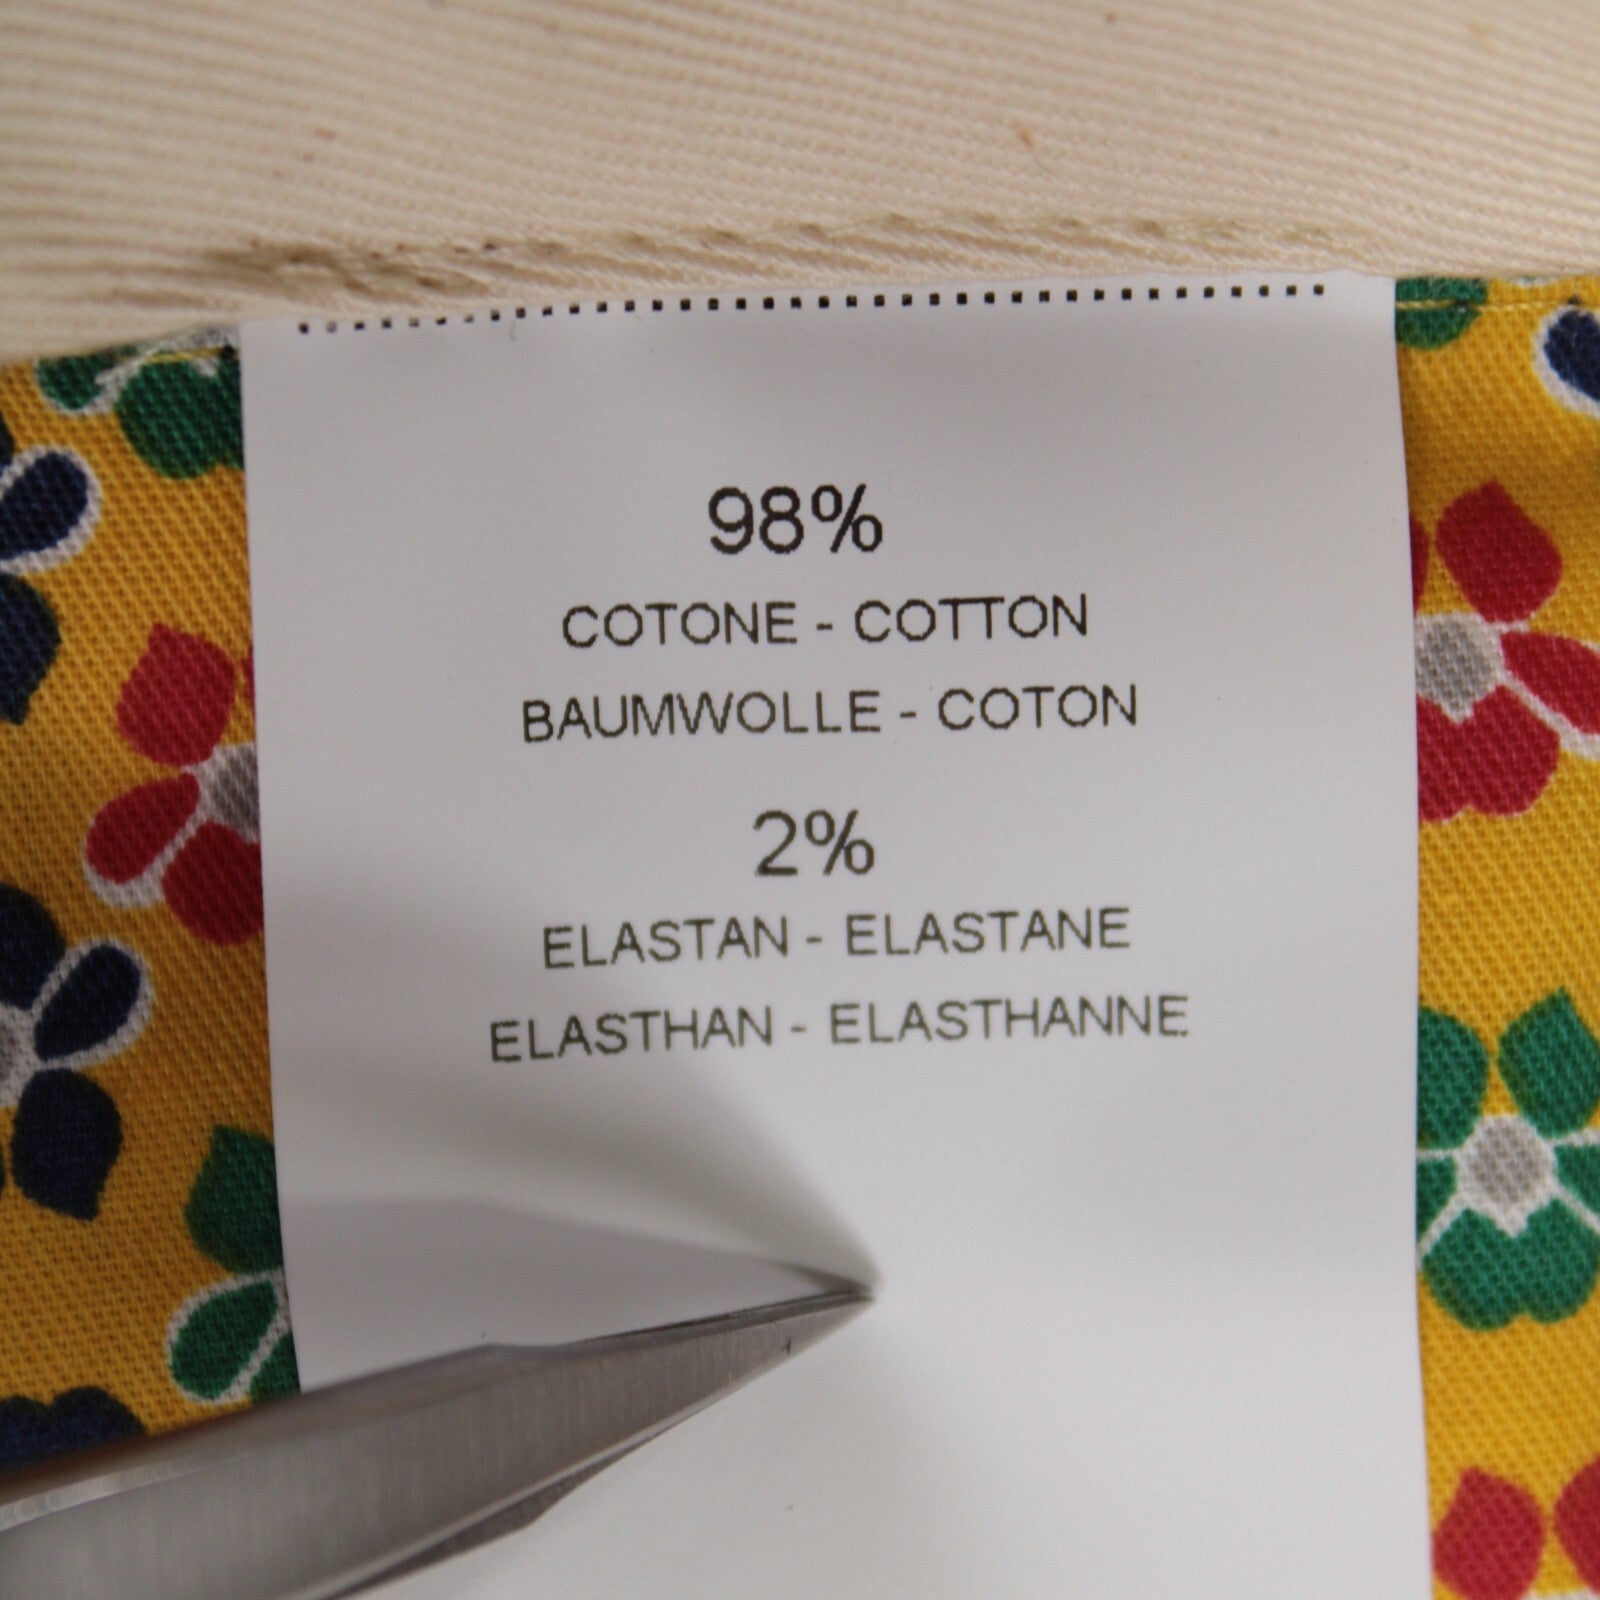 98%
COTONE - COTTON
BAUMWOLLE - COTON
2%
ELASTAN - ELASTANE
ELASTHAN - ELASTHANNE